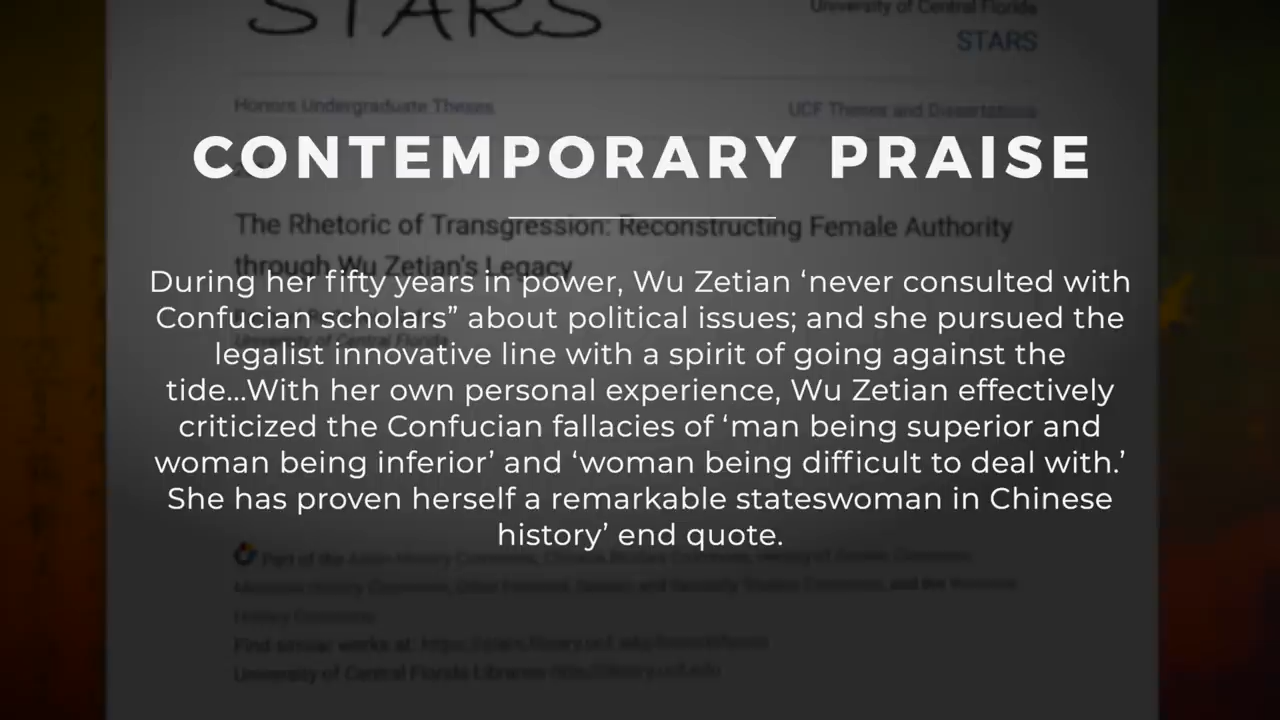 STARS
University of Central Florida
STARS
Honors Undergraduate Theses
UCF Theses and Dissertations
CONTEMPORARY PRAISE
The Rhetoric of Transgression: Reconstructing Female Authority
through Wu Zetian's Legacy
During her fifty years in power, Wu Zetian ‘never consulted with
Confucian scholars” about political issues; and she pursued the
legalist innovative line with a spirit of going against the
tide...With her own personal experience, Wu Zetian effectively
criticized the Confucian fallacies of ‘man being superior and
woman being inferior’ and ‘woman being difficult to deal with.’
She has proven herself a remarkable stateswoman in Chinese
history’ end quote.
Part of the
and the
Find similar works at:
University of Central Florida Libraries